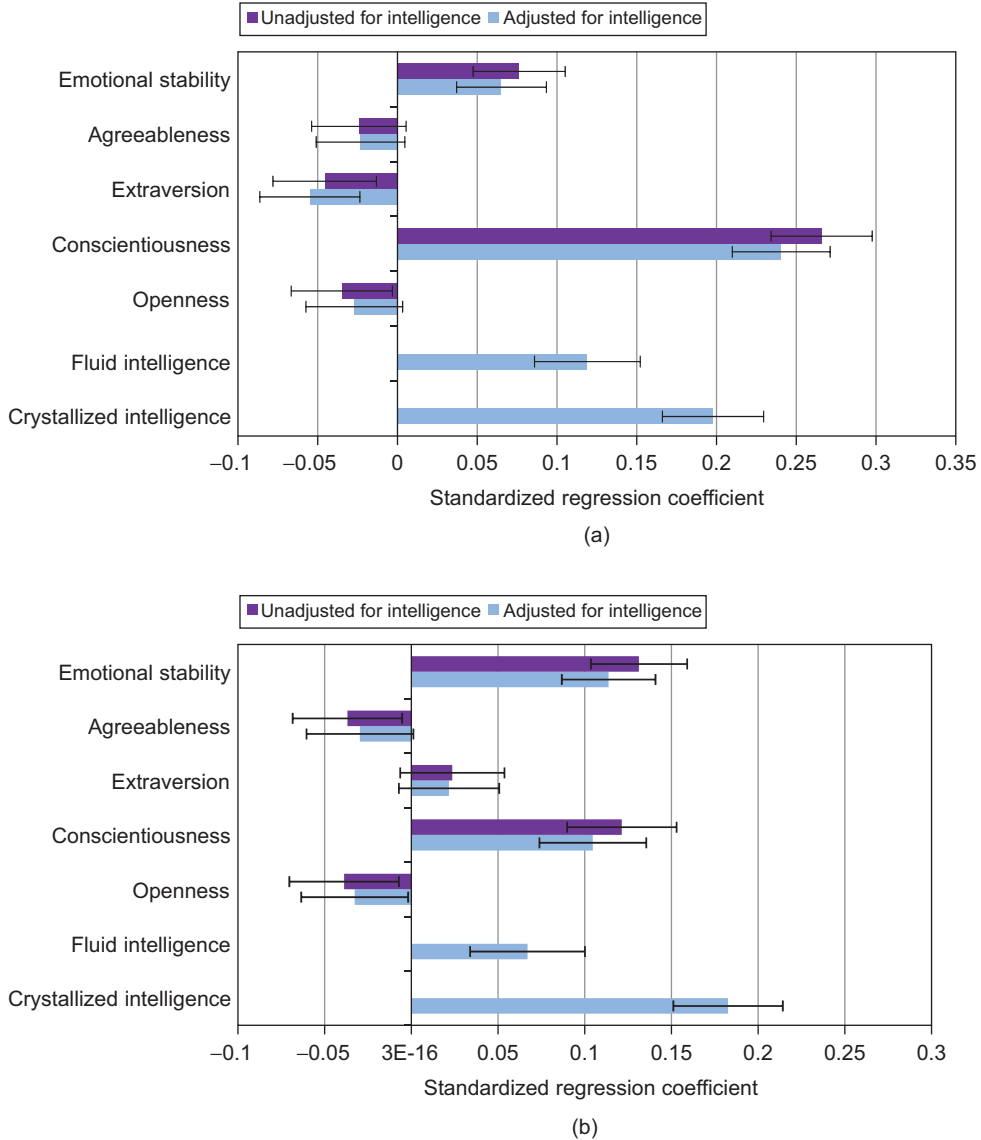 Unadjusted for intelligence Adjusted for intelligence
Emotional stability
Agreeableness
Extraversion
Conscientiousness
Openness
Fluid intelligence
Crystallized intelligence
−0.1 −0.05 0 0.05 0.1 0.15 0.2 0.25 0.3 0.35
Standardized regression coefficient
(a)
Unadjusted for intelligence Adjusted for intelligence
Emotional stability
Agreeableness
Extraversion
Conscientiousness
Openness
Fluid intelligence
Crystallized intelligence
−0.1 −0.05 3E-16 0.05 0.1 0.15 0.2 0.25 0.3
Standardized regression coefficient
(b)